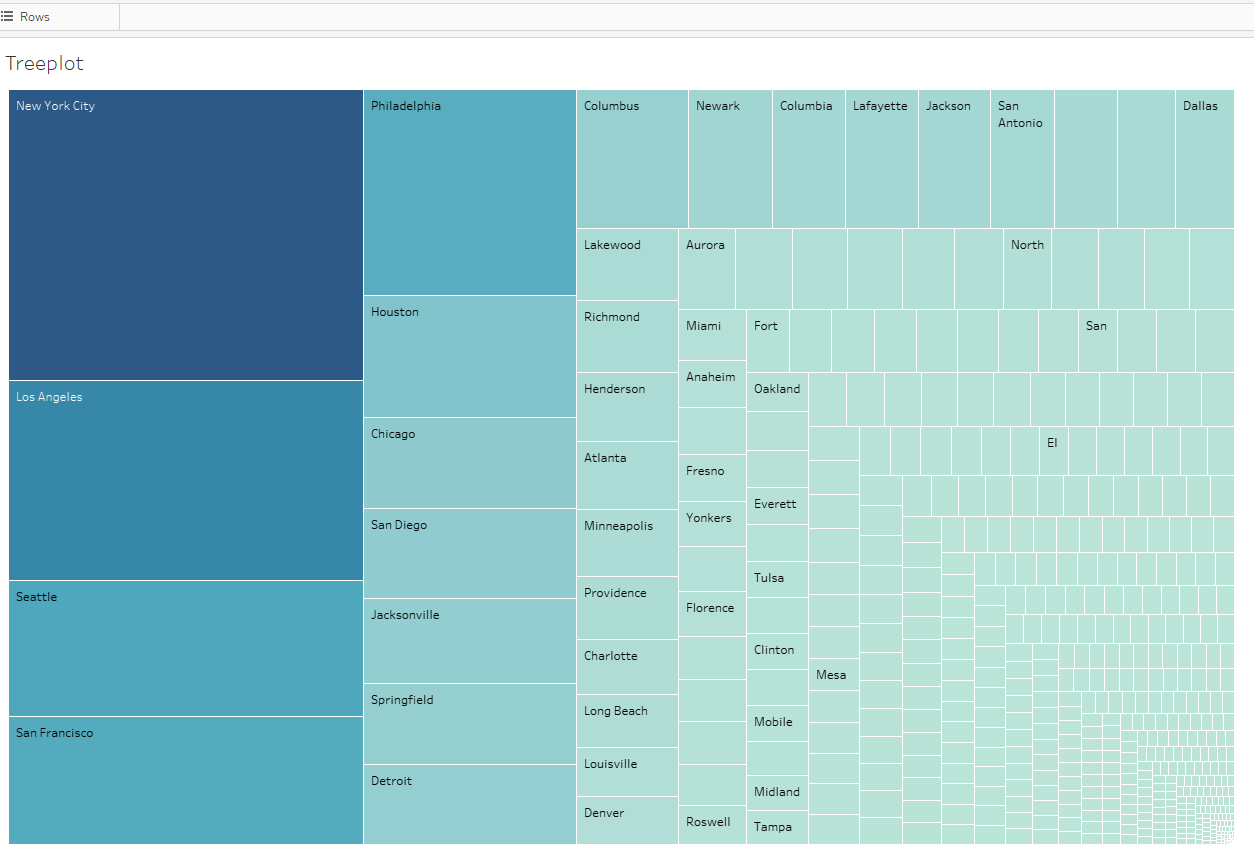 Rows
Treeplot
New York City
Los Angeles
Seattle
San Francisco
Philadelphia
Houston
Chicago
San Diego
Jacksonville
Springfield
Detroit
Columbus
Newark
Columbia
Lafayette
Jackson
San
Antonio
Dallas
Lakewood
Richmond
Henderson
Atlanta
Minneapolis
Providence
Charlotte
Long Beach
Louisville
Denver
Aurora
North
Miami
Anaheim
Fresno
Yonkers
Florence
Roswell
Fort
San
Oakland
Everett
Tulsa
Clinton
Mobile
Midland
Tampa
El
Mesa